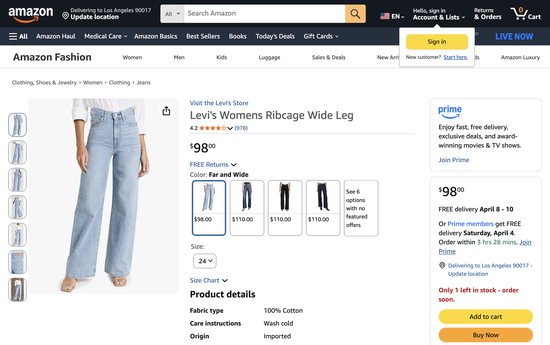 amazon
Delivering to Los Angeles 90017
Update location
All
Search Amazon
EN
Hello, sign in
Account & Lists
Returns
& Orders
0
Cart
All
Amazon Haul
Medical Care
Amazon Basics
Best Sellers
Books
Today's Deals
Gift Cards
LIVE NOW
Sign in
New customer? Start here.
Amazon Fashion
Women
Men
Kids
Luggage
Sales & Deals
New Arri
ds
Amazon Luxury
Clothing, Shoes & Jewelry › Women › Clothing › Jeans
Visit the Levi's Store
Levi's Womens Ribcage Wide Leg
4.2
(978)
$9800
FREE Returns
Color: Far and Wide
$98.00
$110.00
$110.00
$110.00
See 6
options
with no
featured
offers
Size:
24
Size Chart
Product details
Fabric type 100% Cotton
Care instructions Wash cold
Origin Imported
prime
Enjoy fast, free delivery,
exclusive deals, and award-
winning movies & TV shows.
Join Prime
$9800
FREE delivery April 8 - 10
Or Prime members get FREE
delivery Saturday, April 4.
Order within 3 hrs 28 mins. Join
Prime
Delivering to Los Angeles 90017 -
Update location
Only 1 left in stock - order
soon.
Add to cart
Buy Now